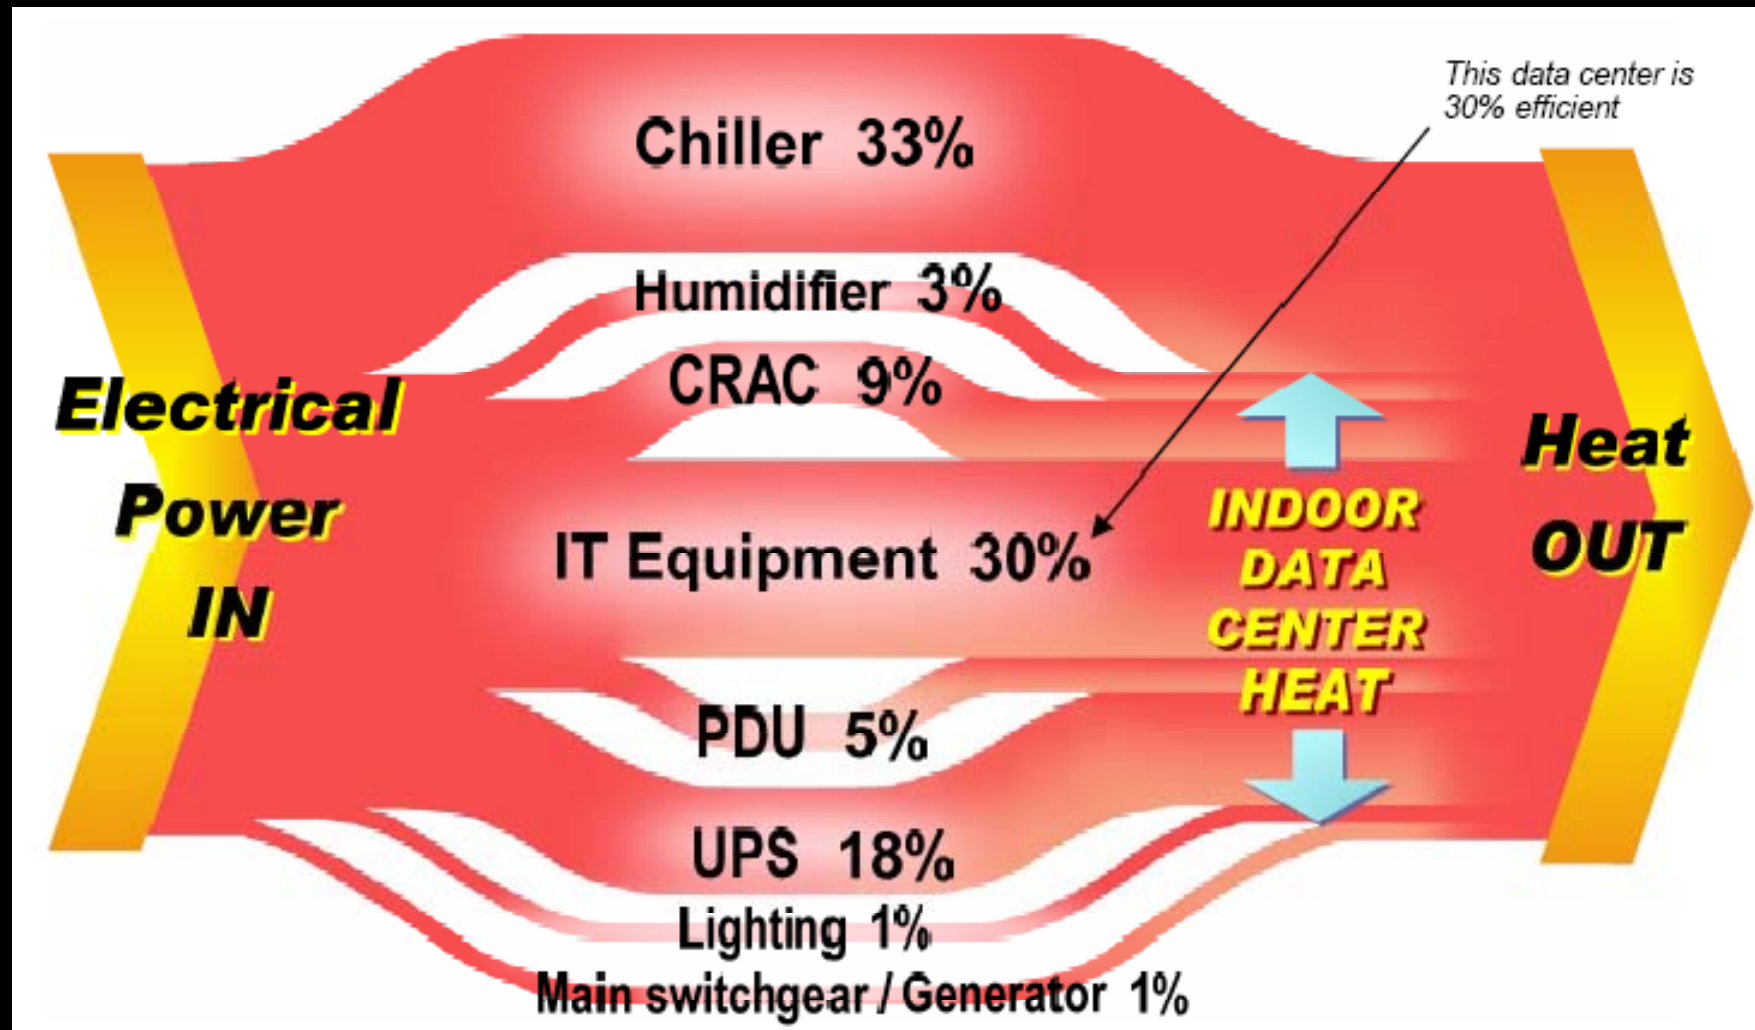 This data center is
30% efficient
Chiller 33%
Humidifier 3%
CRAC 9%
Electrical
Power
IN
IT Equipment 30%
INDOOR
DATA
CENTER
HEAT
Heat
OUT
PDU 5%
UPS 18%
Lighting 1%
Main switchgear / Generator 1%